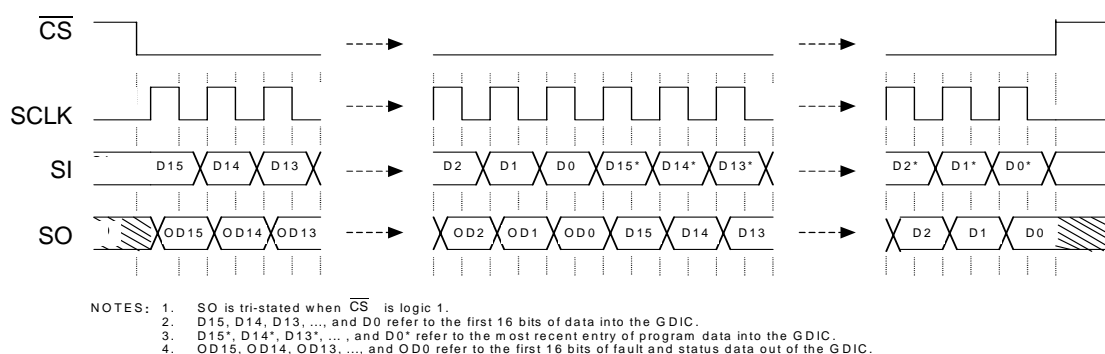 CS
SCLK
SI D15 D14 D13 D2 D1 D0 D15* D14* D13* D2* D1* D0*
SO OD15 OD14 OD13 OD2 OD1 OD0 D15 D14 D13 D2 D1 D0
NOTES: 1. SO is tri-stated when CS is logic 1.
2. D15, D14, D13, ..., and D0 refer to the first 16 bits of data into the GDIC.
3. D15*, D14*, D13*, ... , and D0* refer to the most recent entry of program data into the GDIC.
4. OD15, OD14, OD13, ..., and OD0 refer to the first 16 bits of fault and status data out of the GDIC.